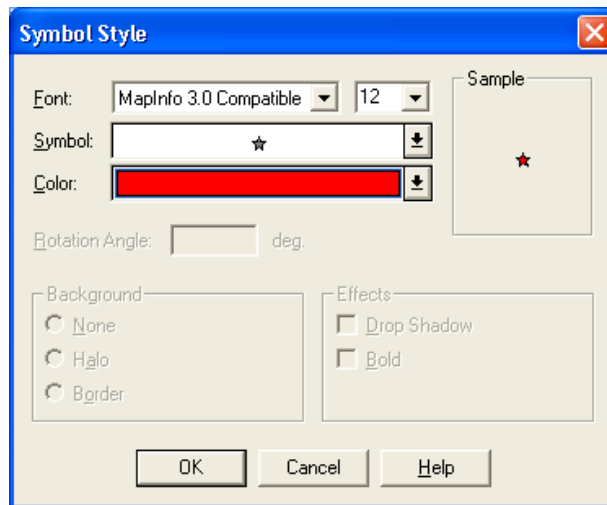 Symbol Style
Font: MapInfo 3.0 Compatible 12
Sample
Symbol:
Color:
Rotation Angle: deg.
Background
None
Halo
Border
Effects
Drop Shadow
Bold
OK Cancel Help